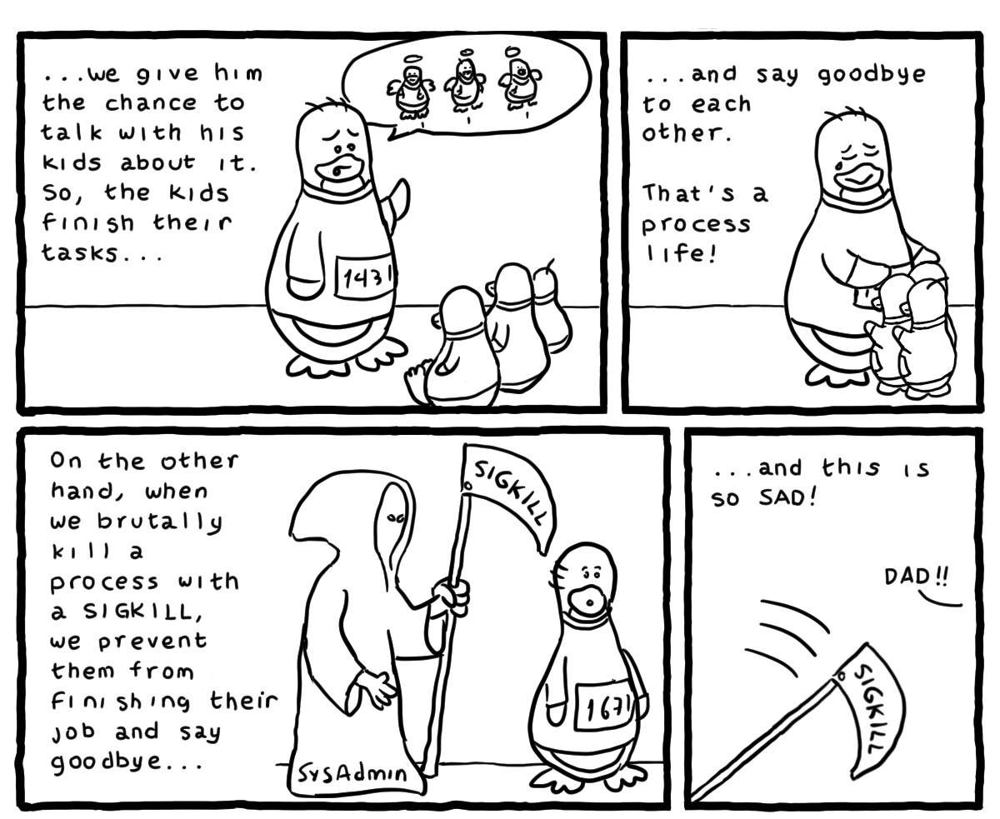 ...we give him
the chance to
talk with his
kids about it.
So, the kids
finish their
tasks...
1431
...and say goodbye
to each
other.
That's a
process
life!
On the other
hand, when
we brutally
kill a
process with
a SIGKILL,
we prevent
them from
finishing their
job and say
goodbye...
SIGKILL
1671
SysAdmin
...and this is
so SAD!
DAD!!
SIGKILL